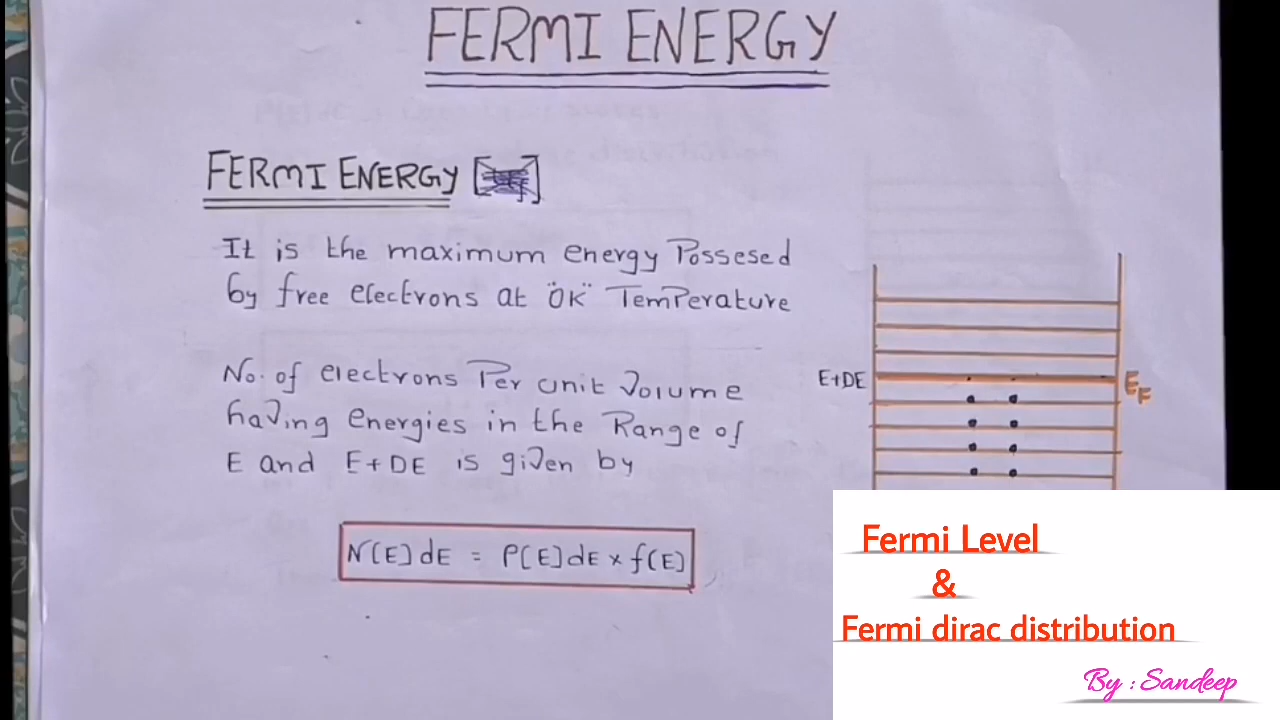 FERMI ENERGY
FERMI ENERGY [ ]
It is the maximum energy Possesed
by free electrons at "OK" Temperature
No. of electrons Per unit Volume
having energies in the Range of
E and E+DE is given by
N(E) dE = P(E) dE x f(E)
E+DE
EF
Fermi Level
&
Fermi dirac distribution
By : Sandeep